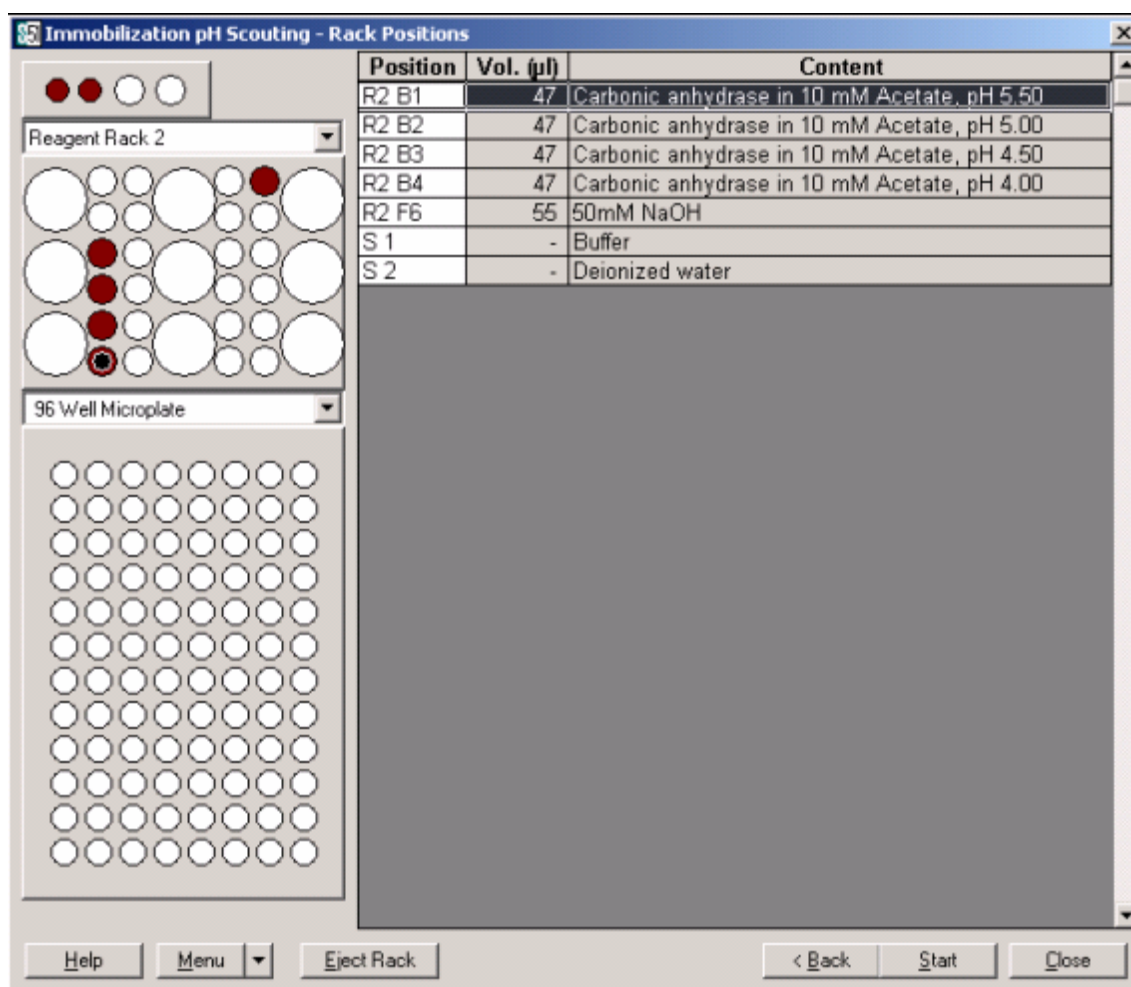 Immobilization pH Scouting - Rack Positions
Reagent Rack 2
96 Well Microplate
Position Vol. (µl) Content
R2 B1 47 Carbonic anhydrase in 10 mM Acetate, pH 5.50
R2 B2 47 Carbonic anhydrase in 10 mM Acetate, pH 5.00
R2 B3 47 Carbonic anhydrase in 10 mM Acetate, pH 4.50
R2 B4 47 Carbonic anhydrase in 10 mM Acetate, pH 4.00
R2 F6 55 50mM NaOH
S 1 - Buffer
S 2 - Deionized water
Help Menu Eject Rack < Back Start Close